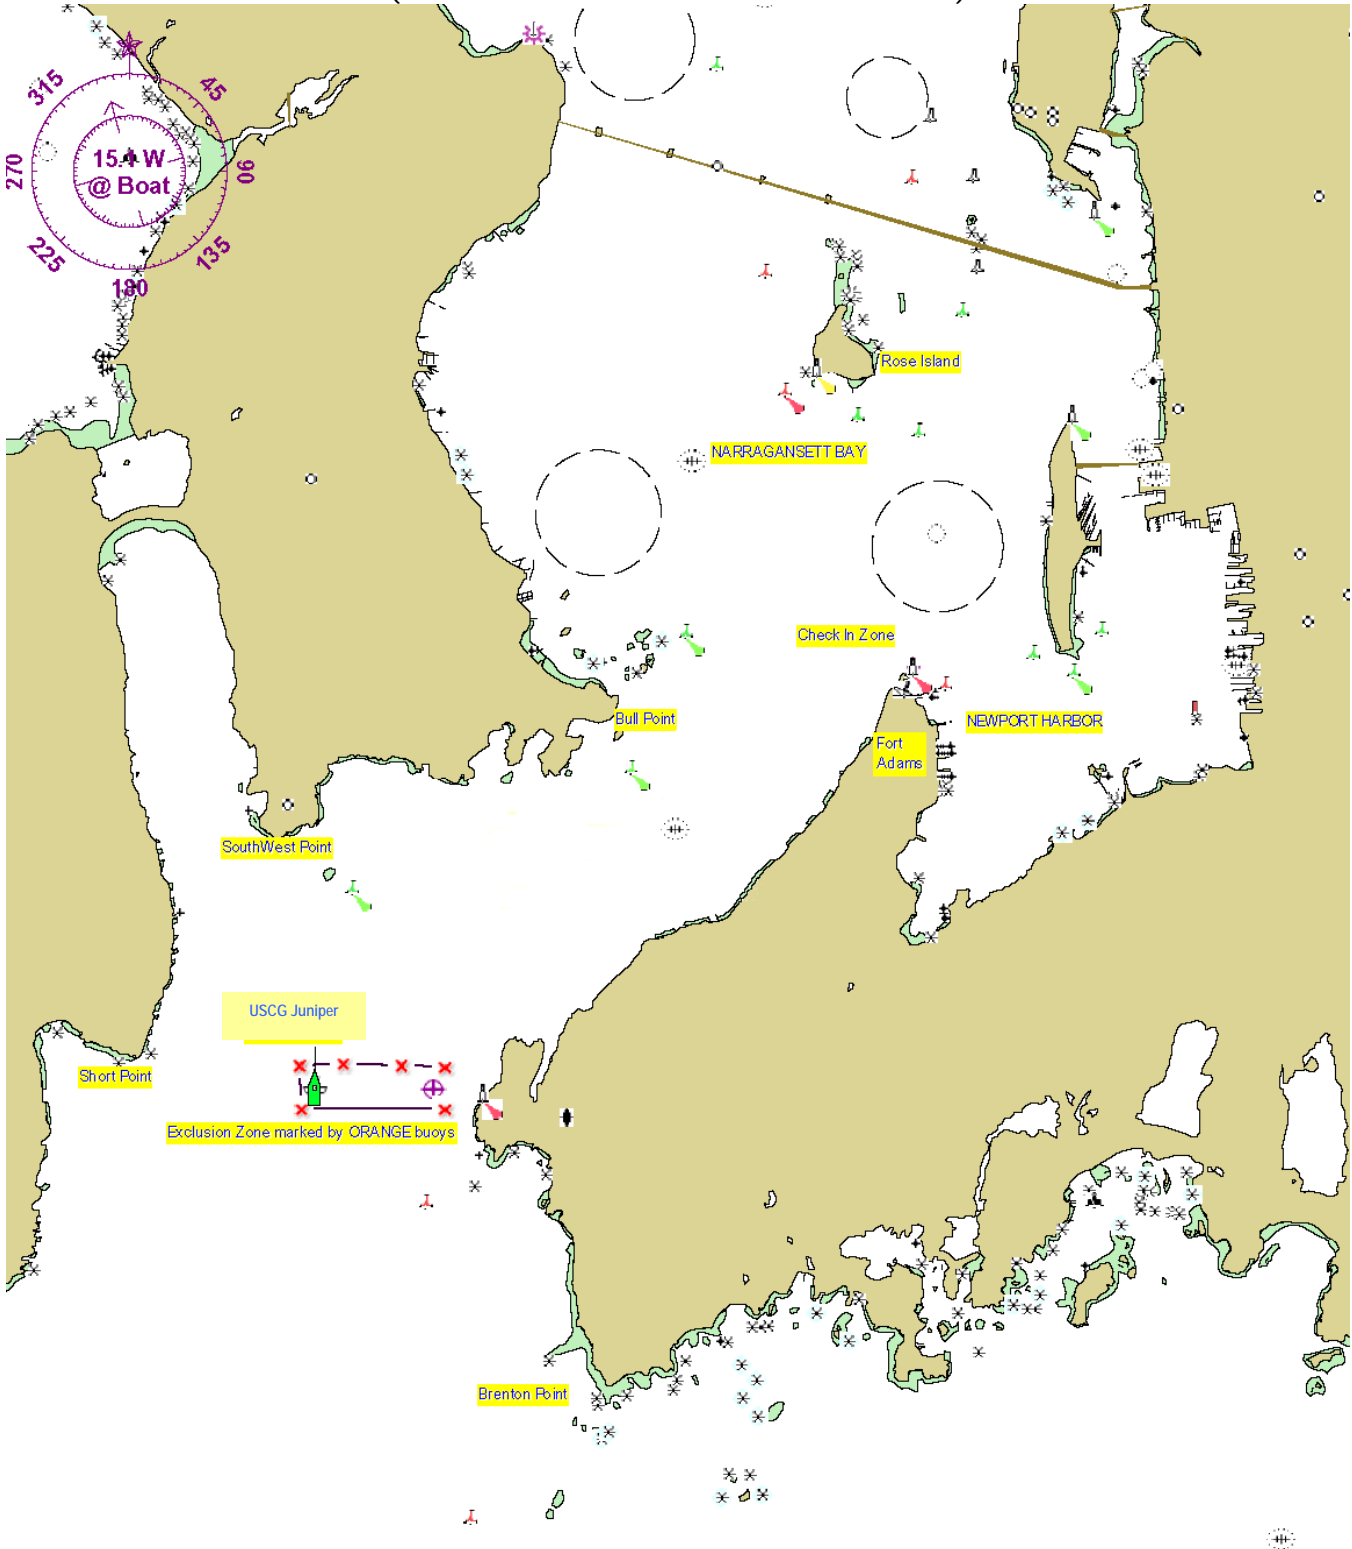 315
45
270
15.1 W
@ Boat
90
225
135
180
Rose Island
NARRAGANSETT BAY
Check In Zone
Bull Point
NEWPORT HARBOR
Fort
Adams
SouthWest Point
USCG Juniper
Short Point
Exclusion Zone marked by ORANGE buoys
Brenton Point